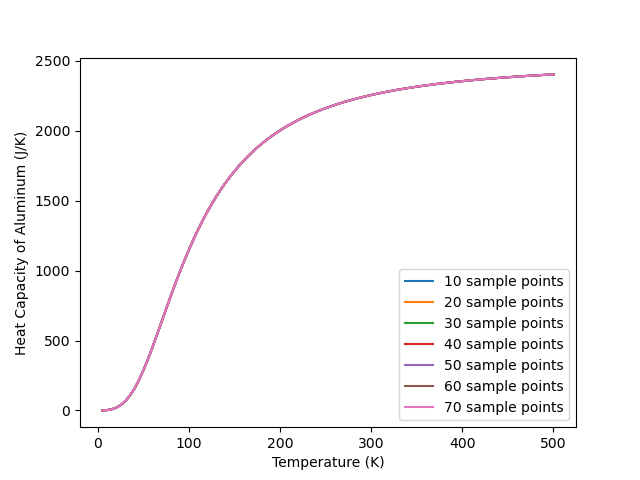 2500
2000
1500
1000
500
0
Heat Capacity of Aluminum (J/K)
10 sample points
20 sample points
30 sample points
40 sample points
50 sample points
60 sample points
70 sample points
0 100 200 300 400 500
Temperature (K)